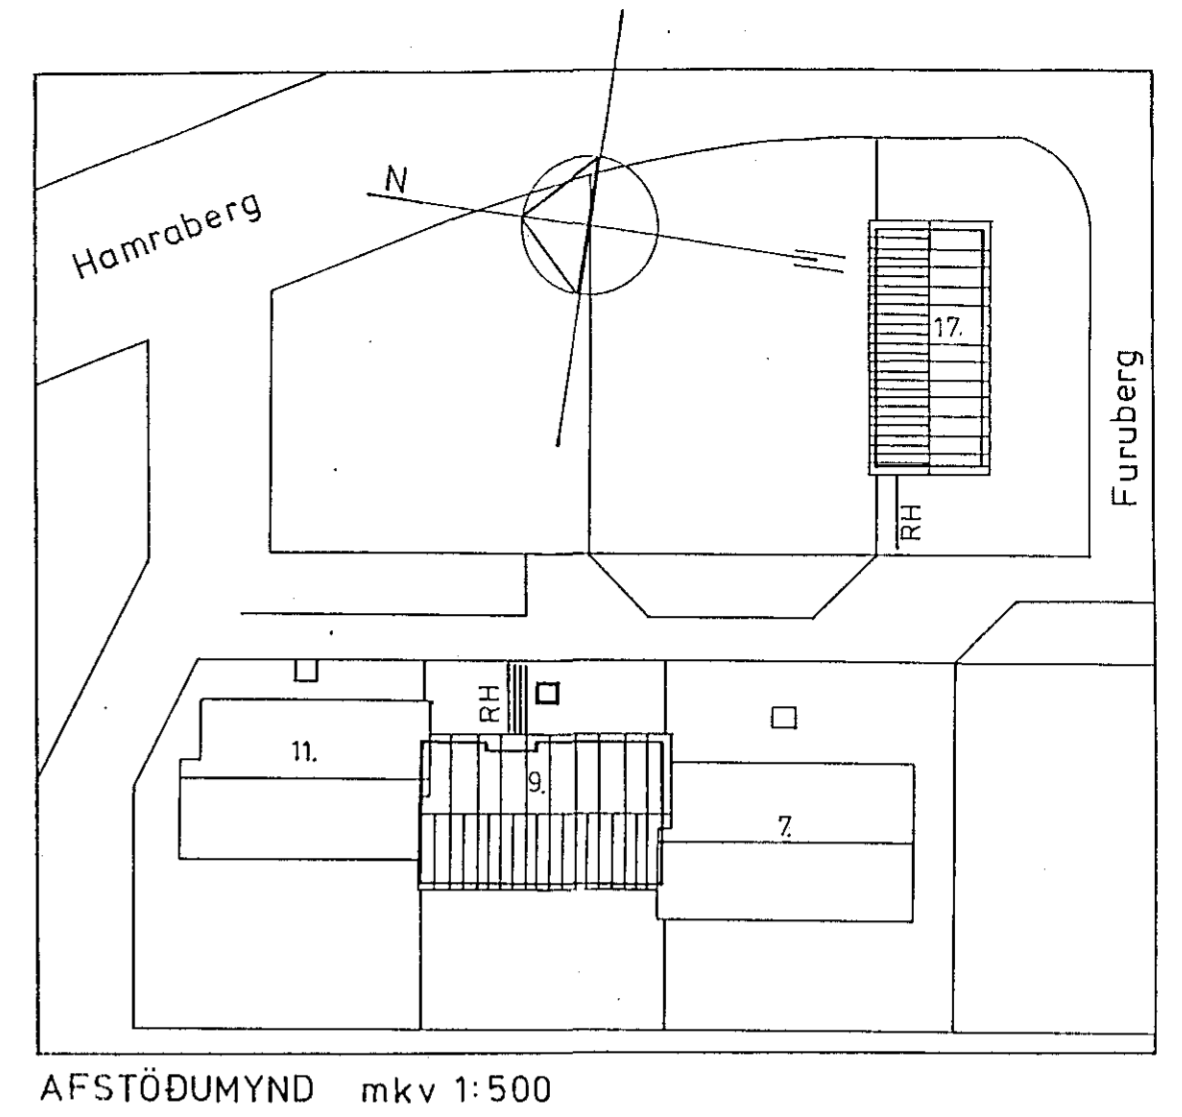 N
Hamraberg
17.
Furuberg
RH
RH
11.
9.
7.
AFSTÖÐUMYND mkv 1:500